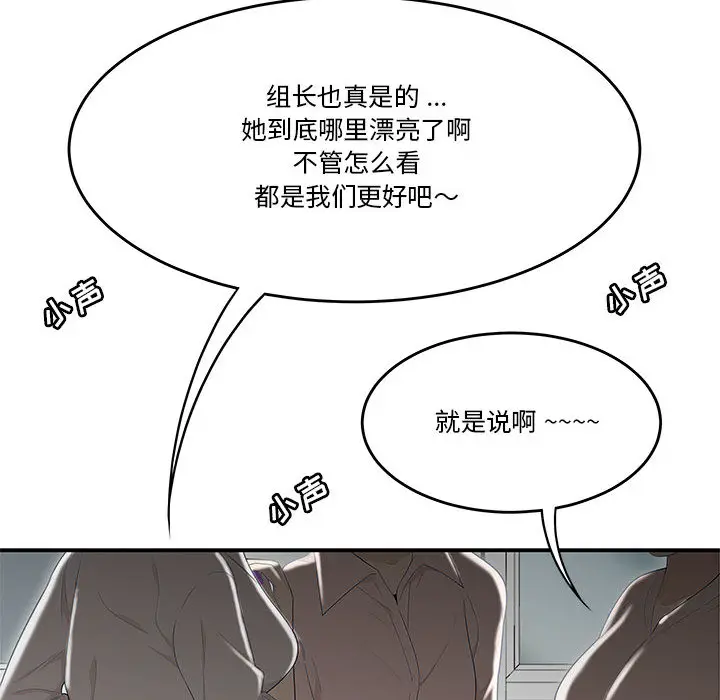 组长也真是的 ...
她到底哪里漂亮了啊
不管怎么看
都是我们更好吧～
小声
小声
就是说啊 ~~~~
小声